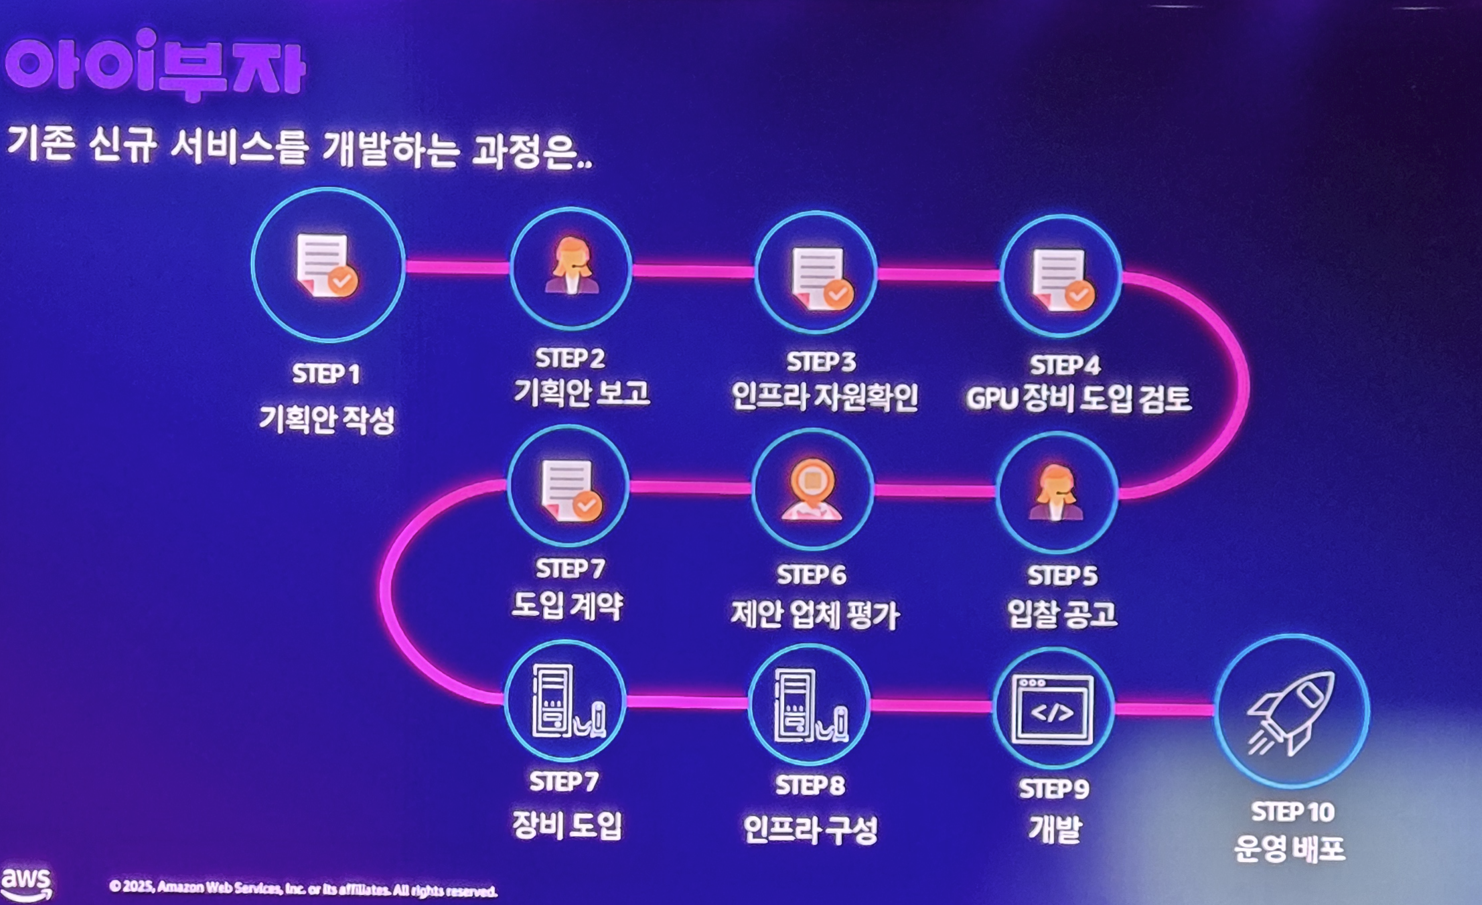 아이부자
기존 신규 서비스를 개발하는 과정은..
STEP 1
기획안 작성
STEP 2
기획안 보고
STEP 3
인프라 자원확인
STEP 4
GPU 장비 도입 검토
STEP 7
도입 계약
STEP 6
제안 업체 평가
STEP 5
입찰 공고
STEP 7
장비 도입
STEP 8
인프라 구성
STEP 9
개발
STEP 10
운영 배포
aws
© 2025, Amazon Web Services, Inc. or its affiliates. All rights reserved.